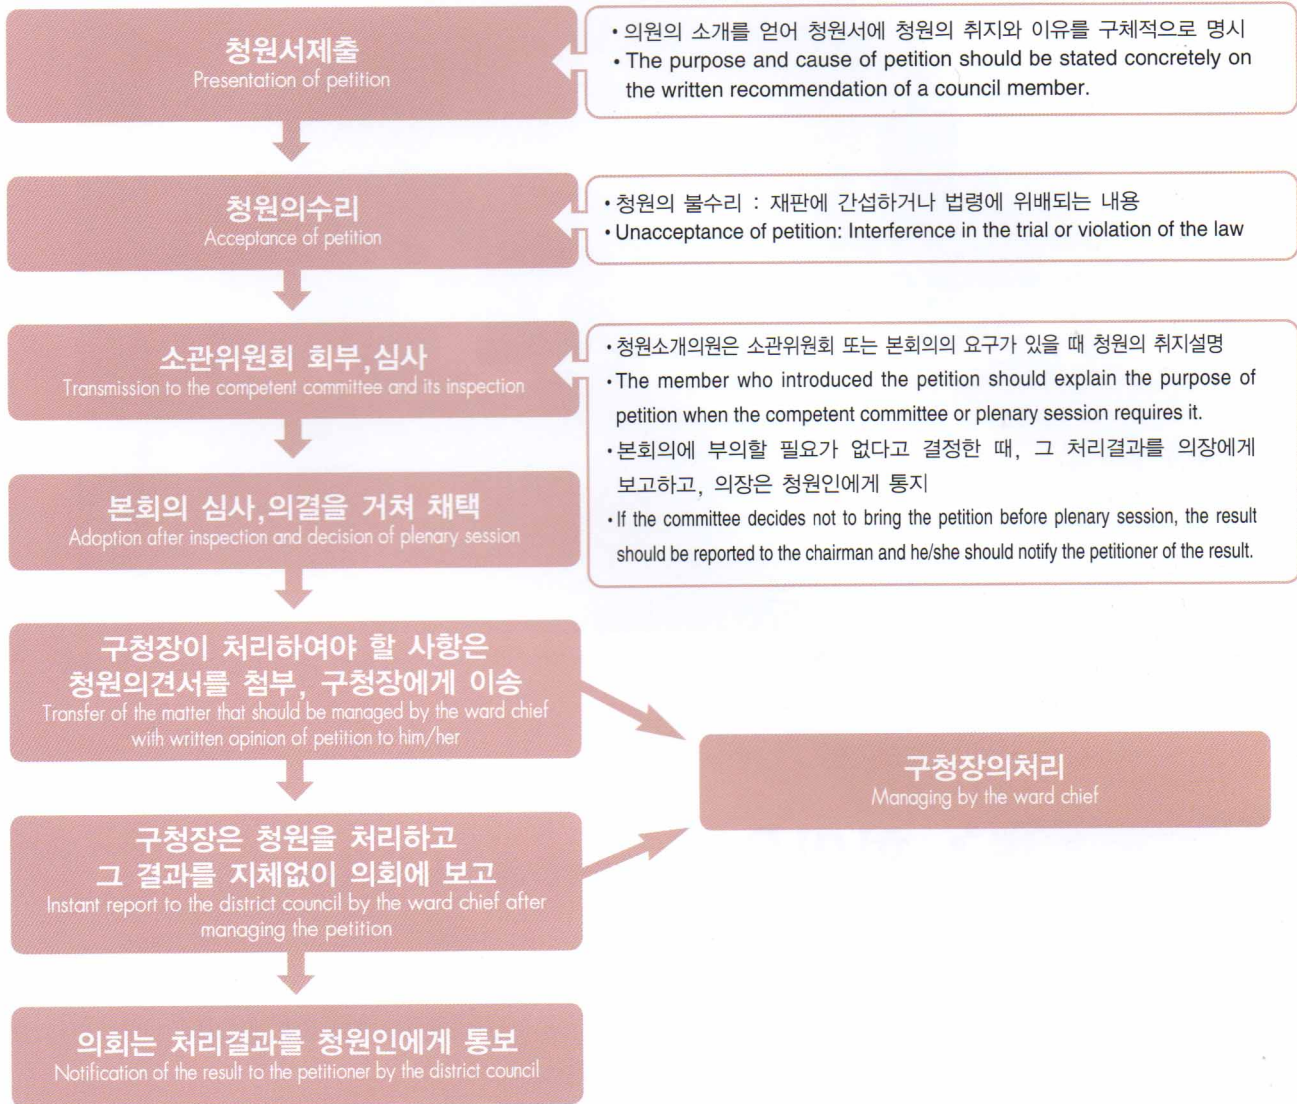 청원서제출
Presentation of petition
• 의원의 소개를 얻어 청원서에 청원의 취지와 이유를 구체적으로 명시
• The purpose and cause of petition should be stated concretely on
the written recommendation of a council member.
청원의수리
Acceptance of petition
• 청원의 불수리 : 재판에 간섭하거나 법령에 위배되는 내용
• Unacceptance of petition: Interference in the trial or violation of the law
소관위원회 회부,심사
Transmission to the competent committee and its inspection
• 청원소개의원은 소관위원회 또는 본회의의 요구가 있을 때 청원의 취지설명
• The member who introduced the petition should explain the purpose of
petition when the competent committee or plenary session requires it.
• 본회의에 부의할 필요가 없다고 결정한 때, 그 처리결과를 의장에게
보고하고, 의장은 청원인에게 통지
• If the committee decides not to bring the petition before plenary session, the result
should be reported to the chairman and he/she should notify the petitioner of the result.
본회의 심사,의결을 거쳐 채택
Adoption after inspection and decision of plenary session
구청장이 처리하여야 할 사항은
청원의견서를 첨부, 구청장에게 이송
Transfer of the matter that should be managed by the ward chief
with written opinion of petition to him/her
구청장의처리
Managing by the ward chief
구청장은 청원을 처리하고
그 결과를 지체없이 의회에 보고
Instant report to the district council by the ward chief after
managing the petition
의회는 처리결과를 청원인에게 통보
Notification of the result to the petitioner by the district council